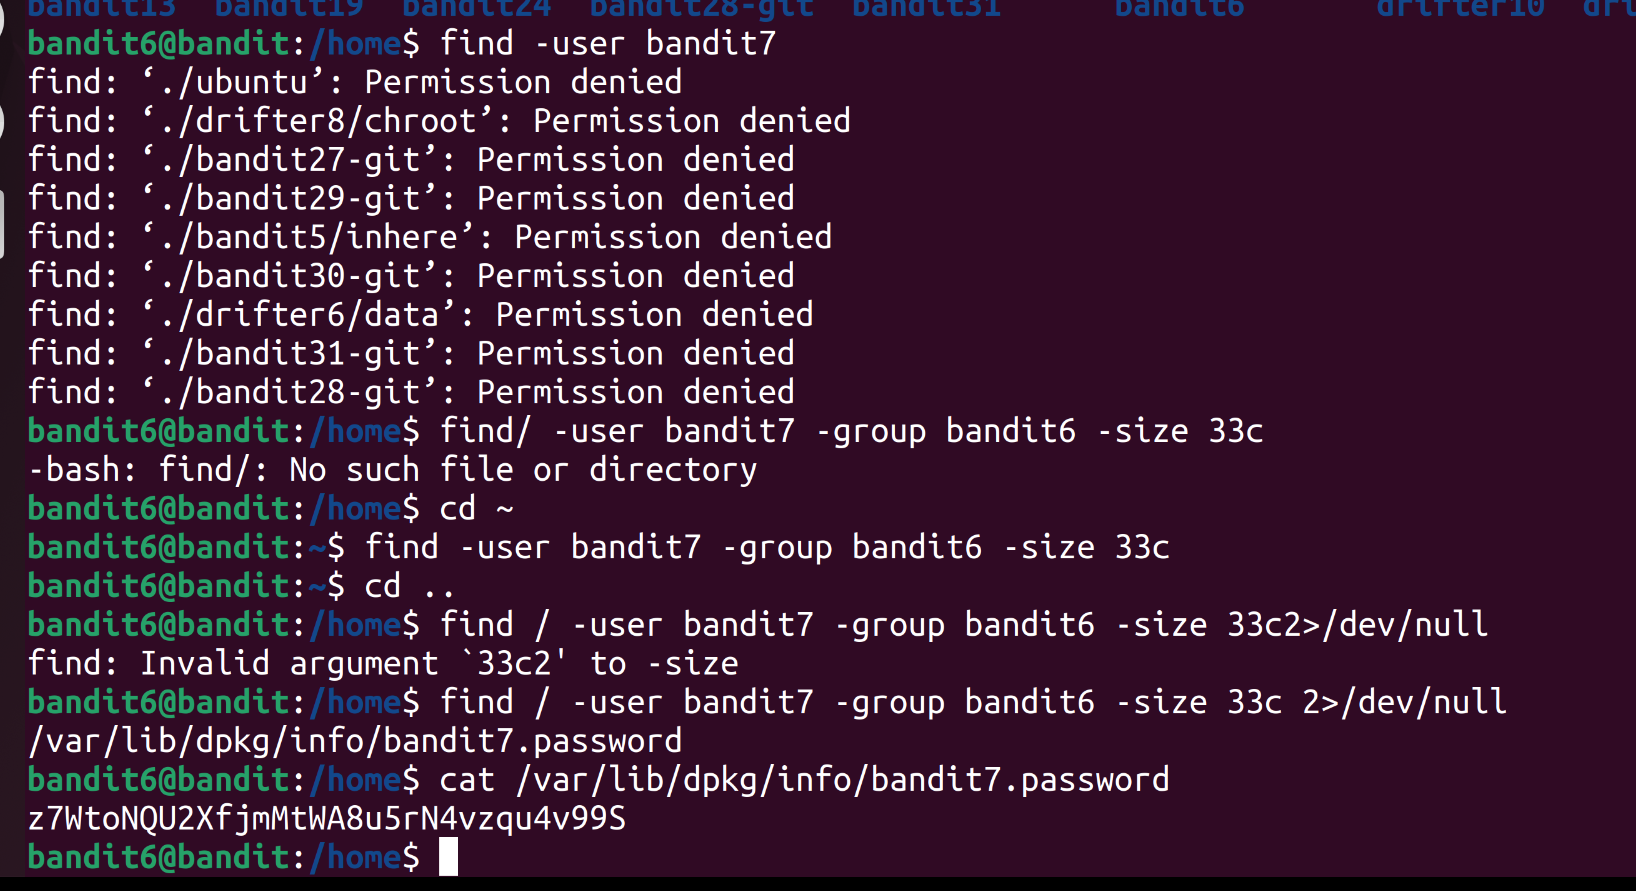 bandit13  bandit19  bandit24  bandit28-git  bandit31      bandit6       drifter10
bandit6@bandit:/home$ find -user bandit7
find: ‘./ubuntu’: Permission denied
find: ‘./drifter8/chroot’: Permission denied
find: ‘./bandit27-git’: Permission denied
find: ‘./bandit29-git’: Permission denied
find: ‘./bandit5/inhere’: Permission denied
find: ‘./bandit30-git’: Permission denied
find: ‘./drifter6/data’: Permission denied
find: ‘./bandit31-git’: Permission denied
find: ‘./bandit28-git’: Permission denied
bandit6@bandit:/home$ find/ -user bandit7 -group bandit6 -size 33c
-bash: find/: No such file or directory
bandit6@bandit:/home$ cd ~
bandit6@bandit:~$ find -user bandit7 -group bandit6 -size 33c
bandit6@bandit:~$ cd ..
bandit6@bandit:/home$ find / -user bandit7 -group bandit6 -size 33c2>/dev/null
find: Invalid argument `33c2' to -size
bandit6@bandit:/home$ find / -user bandit7 -group bandit6 -size 33c 2>/dev/null
/var/lib/dpkg/info/bandit7.password
bandit6@bandit:/home$ cat /var/lib/dpkg/info/bandit7.password
z7WtoNQU2XfjmMtWA8u5rN4vzqu4v99S
bandit6@bandit:/home$